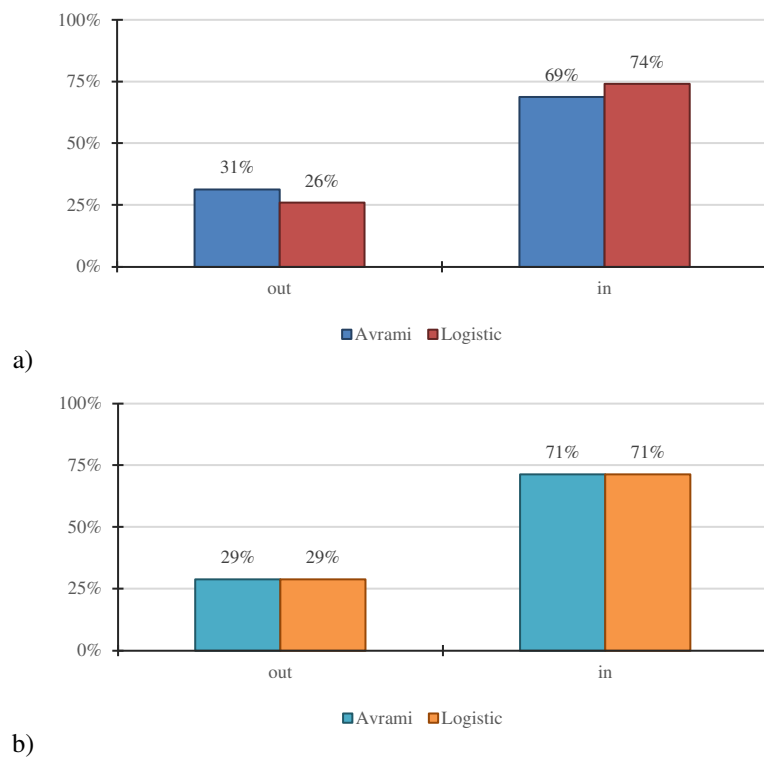 100%
69%
74%
75%
50%
31%
26%
25%
0%
out
in
Avrami Logistic
a)
100%
71%
71%
75%
50%
29%
29%
25%
0%
out
in
Avrami Logistic
b)